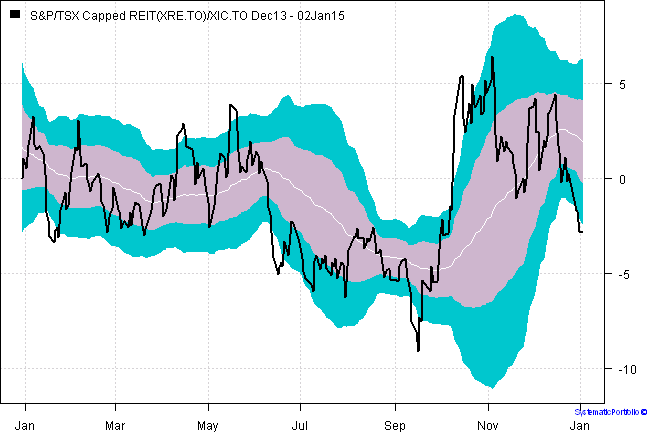 S&P/TSX Capped REIT(XRE.TO)/XIC.TO Dec13 - 02Jan15
5
0
-5
-10
Jan Mar May Jul Sep Nov Jan
SystematicPortfolio ©